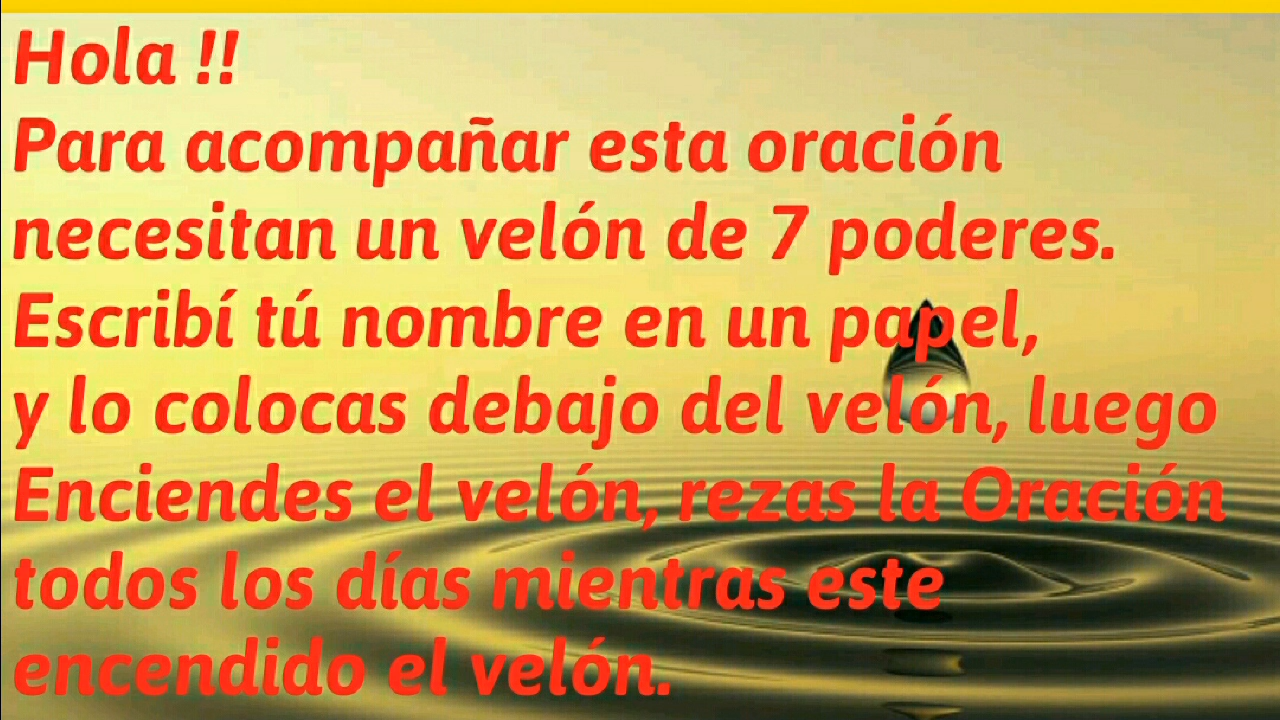 Hola !!
Para acompañar esta oración
necesitan un velón de 7 poderes.
Escribí tú nombre en un papel,
y lo colocas debajo del velón, luego
Enciendes el velón, rezas la Oración
todos los días mientras este
encendido el velón.